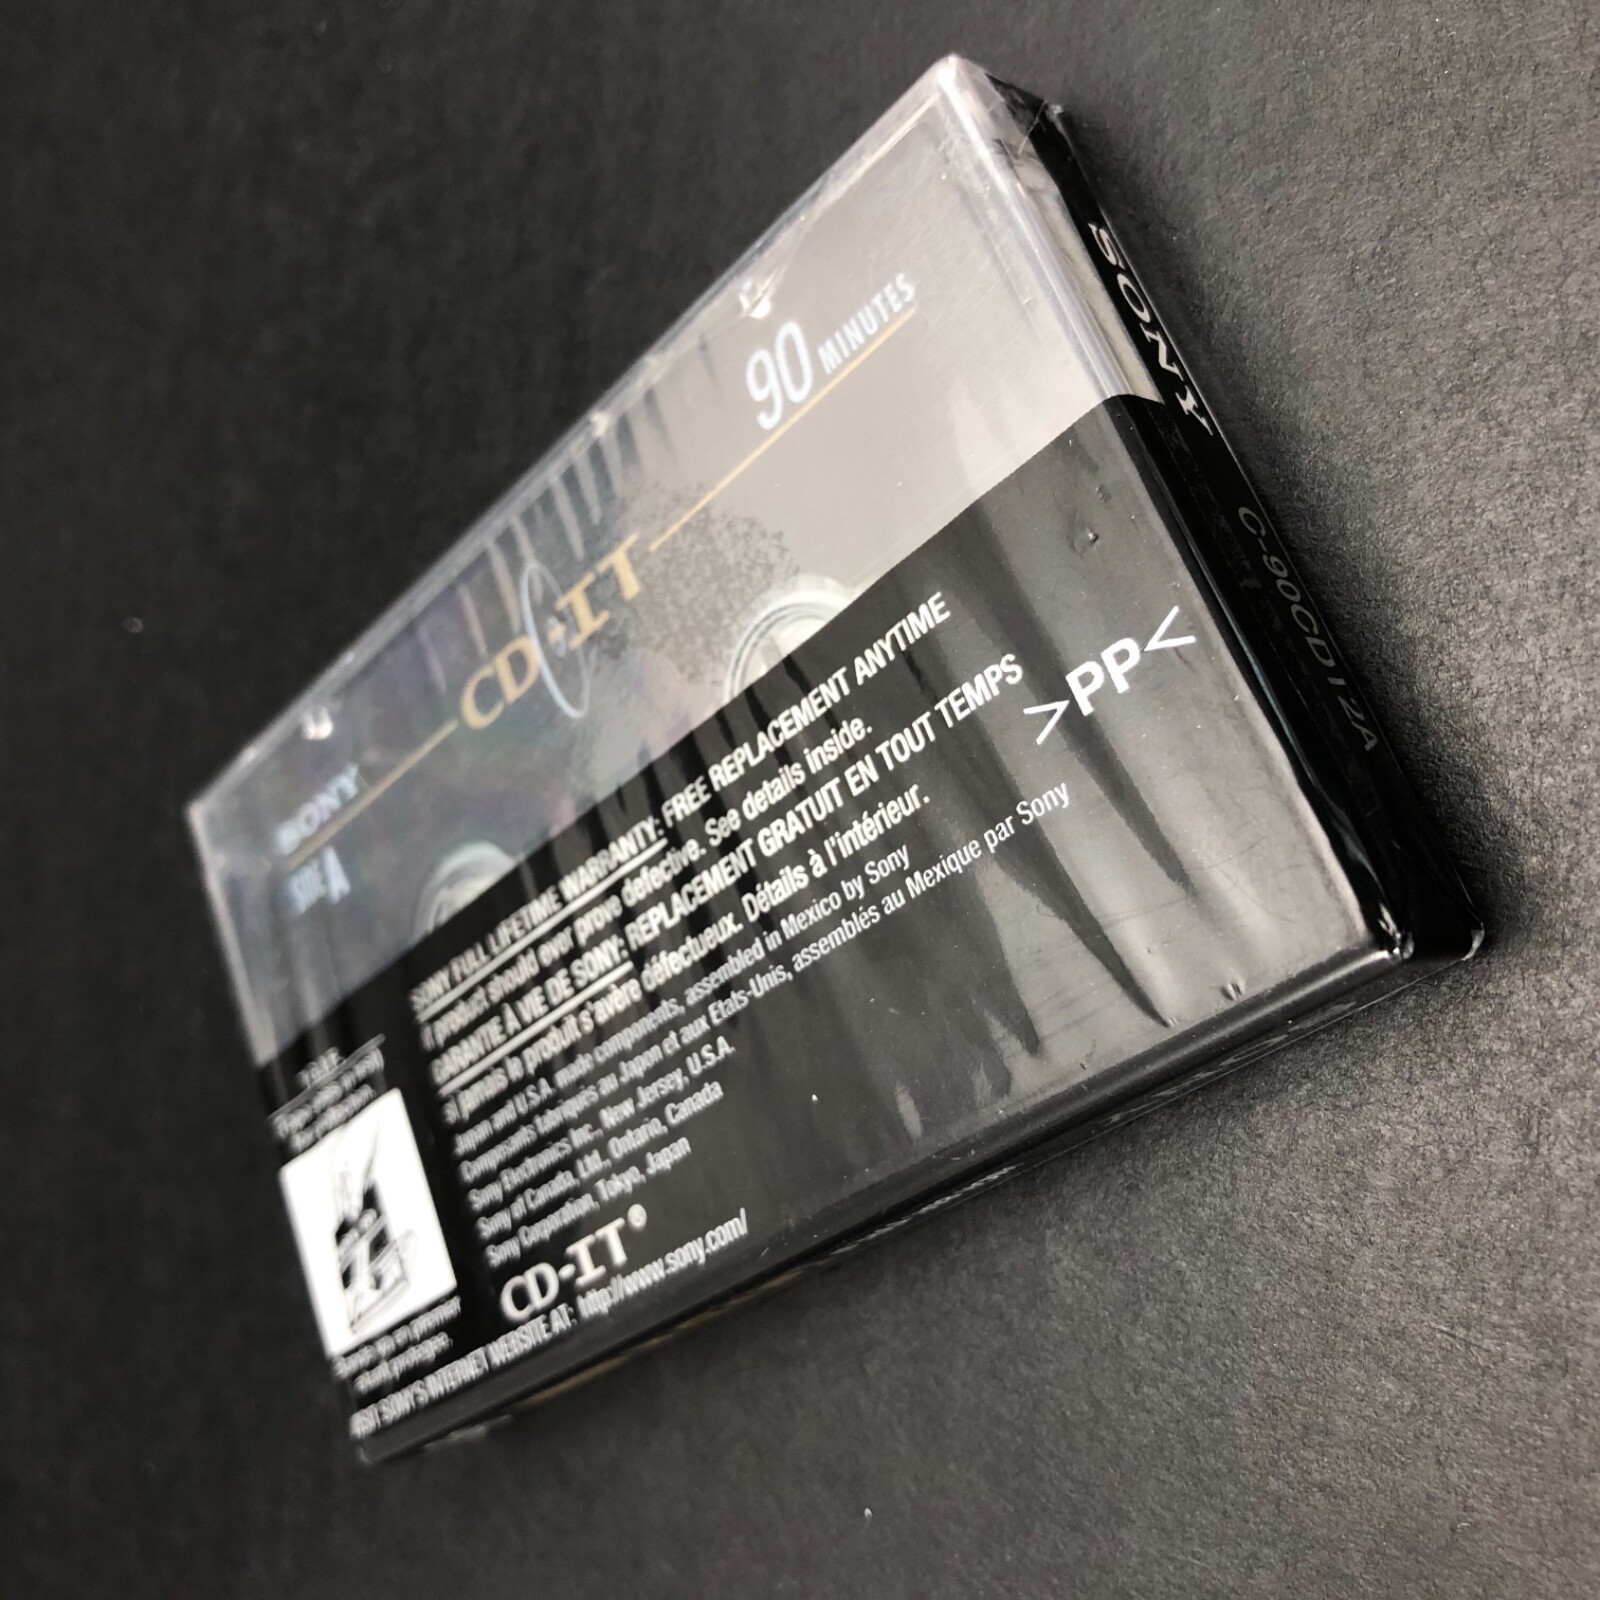 SONY
C-90CD12A
90 MINUTES
CD-IT
SONY
SIDE A
SONY FULL LIFETIME WARRANTY: FREE REPLACEMENT ANYTIME
if product should ever prove defective. See details inside.
GARANTIE À VIE DE SONY: REPLACEMENT GRATUIT EN TOUT TEMPS
si jamais le produit s'avère défectueux. Détails à l'intérieur.
Japan and U.S.A. made components, assembled in Mexico by Sony
Composants fabriqués au Japon et aux Etats-Unis, assemblés au Mexique par Sony
Sony Electronics Inc., New Jersey, U.S.A.
Sony of Canada, Ltd., Ontario, Canada
Sony Corporation, Tokyo, Japan
>PP<
CD-IT®
VISIT SONY'S INTERNET WEBSITE AT: http://www.sony.com/